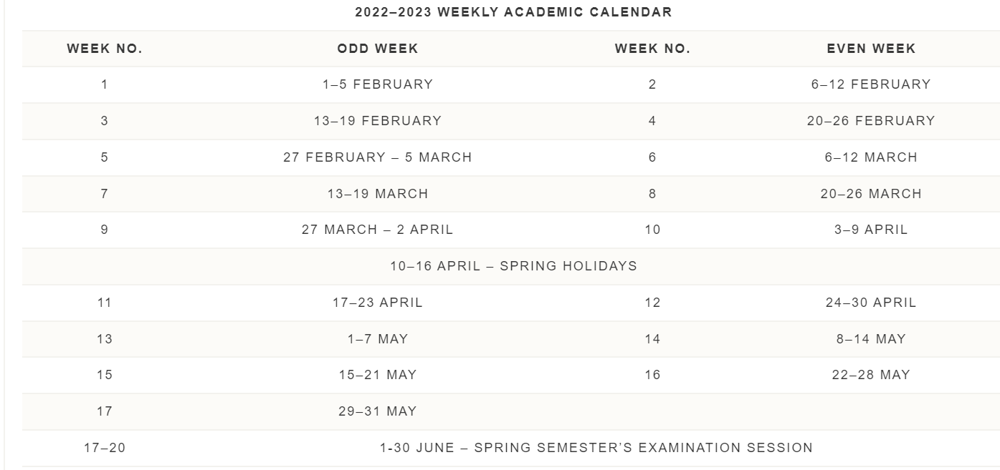 2022–2023 WEEKLY ACADEMIC CALENDAR
WEEK NO. ODD WEEK WEEK NO. EVEN WEEK
1 1–5 FEBRUARY 2 6–12 FEBRUARY
3 13–19 FEBRUARY 4 20–26 FEBRUARY
5 27 FEBRUARY – 5 MARCH 6 6–12 MARCH
7 13–19 MARCH 8 20–26 MARCH
9 27 MARCH – 2 APRIL 10 3–9 APRIL
10–16 APRIL – SPRING HOLIDAYS
11 17–23 APRIL 12 24–30 APRIL
13 1–7 MAY 14 8–14 MAY
15 15–21 MAY 16 22–28 MAY
17 29–31 MAY
17–20 1-30 JUNE – SPRING SEMESTER’S EXAMINATION SESSION